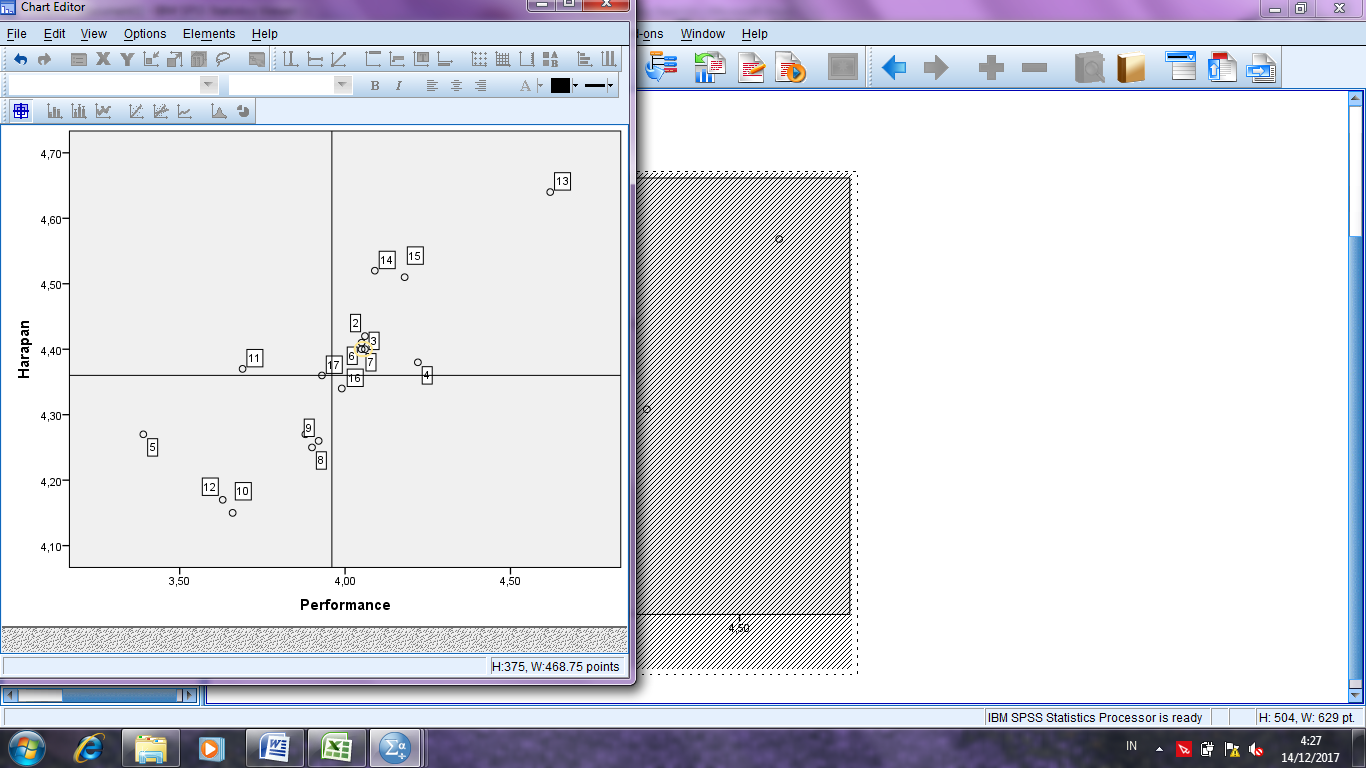 Chart Editor
File Edit View Options Elements Help
Window Help
B I A
4,70
4,60
4,50
4,40
4,30
4,20
4,10
Harapan
13
14
15
2
3
6
7
17
11
16
4
9
8
5
12
10
3,50 4,00 4,50
Performance
4,50
H:375, W:468.75 points
IBM SPSS Statistics Processor is ready
H: 504, W: 629 pt.
IN
4:27
14/12/2017